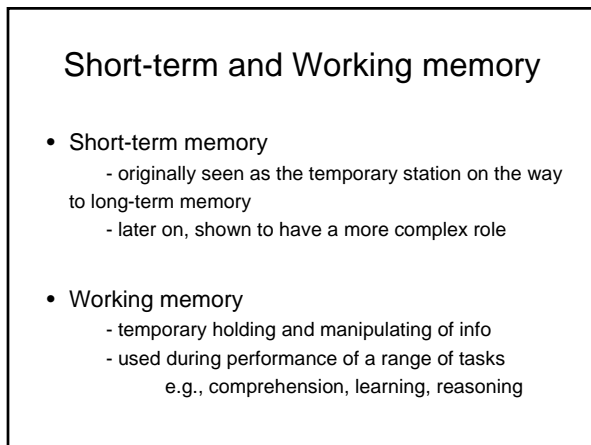 Short-term and Working memory
• Short-term memory
- originally seen as the temporary station on the way
to long-term memory
- later on, shown to have a more complex role
• Working memory
- temporary holding and manipulating of info
- used during performance of a range of tasks
e.g., comprehension, learning, reasoning